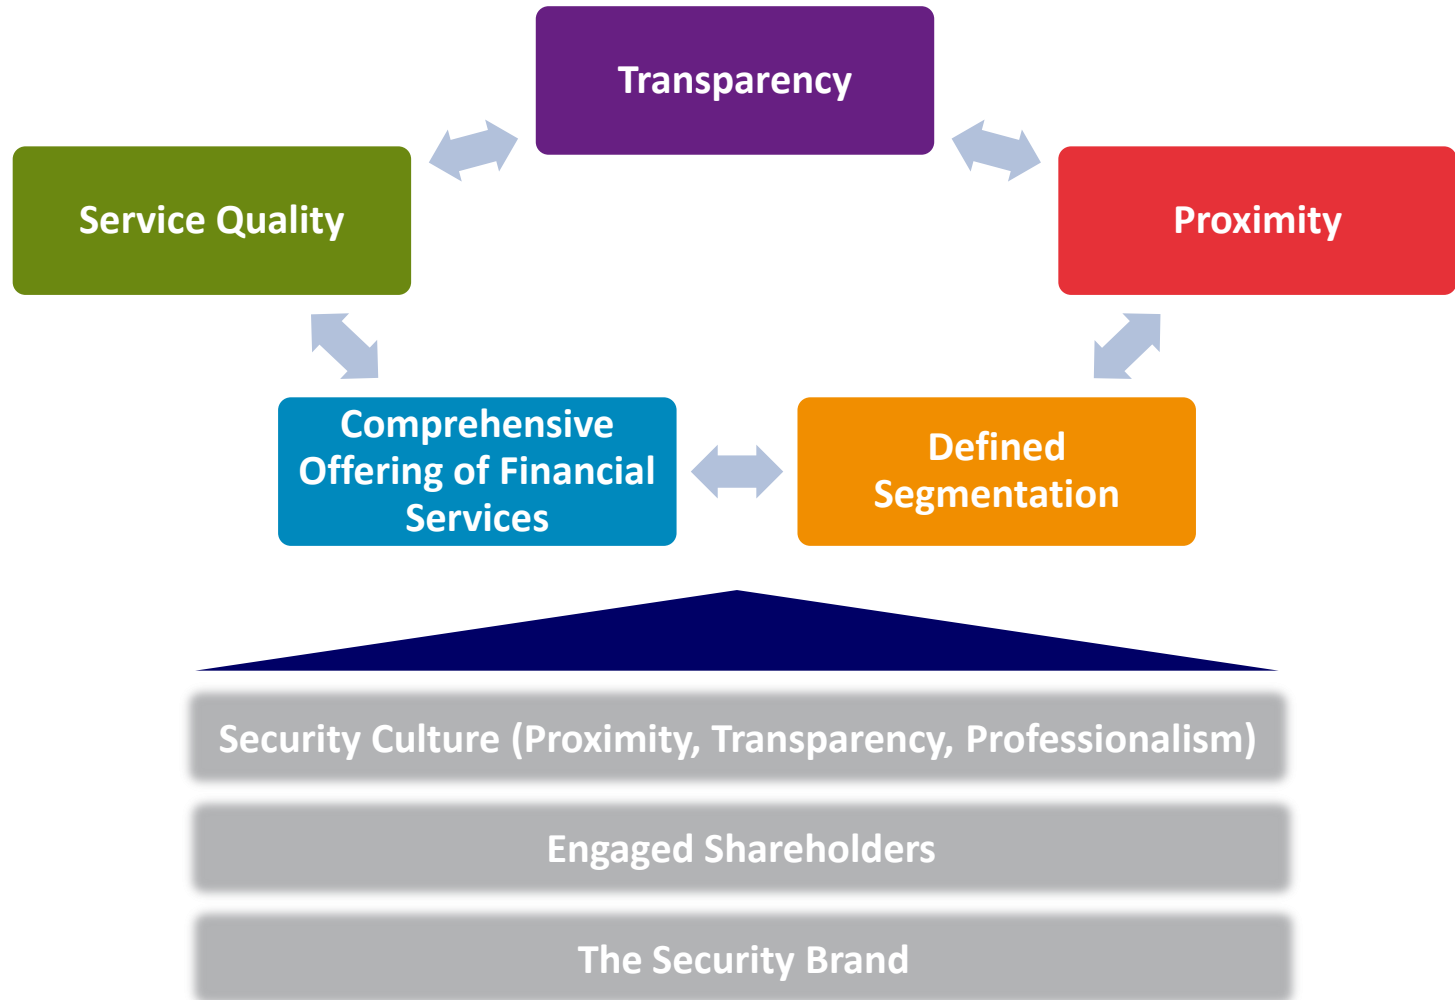 Transparency
Service Quality
Proximity
Comprehensive
Offering of Financial
Services
Defined
Segmentation
Security Culture (Proximity, Transparency, Professionalism)
Engaged Shareholders
The Security Brand